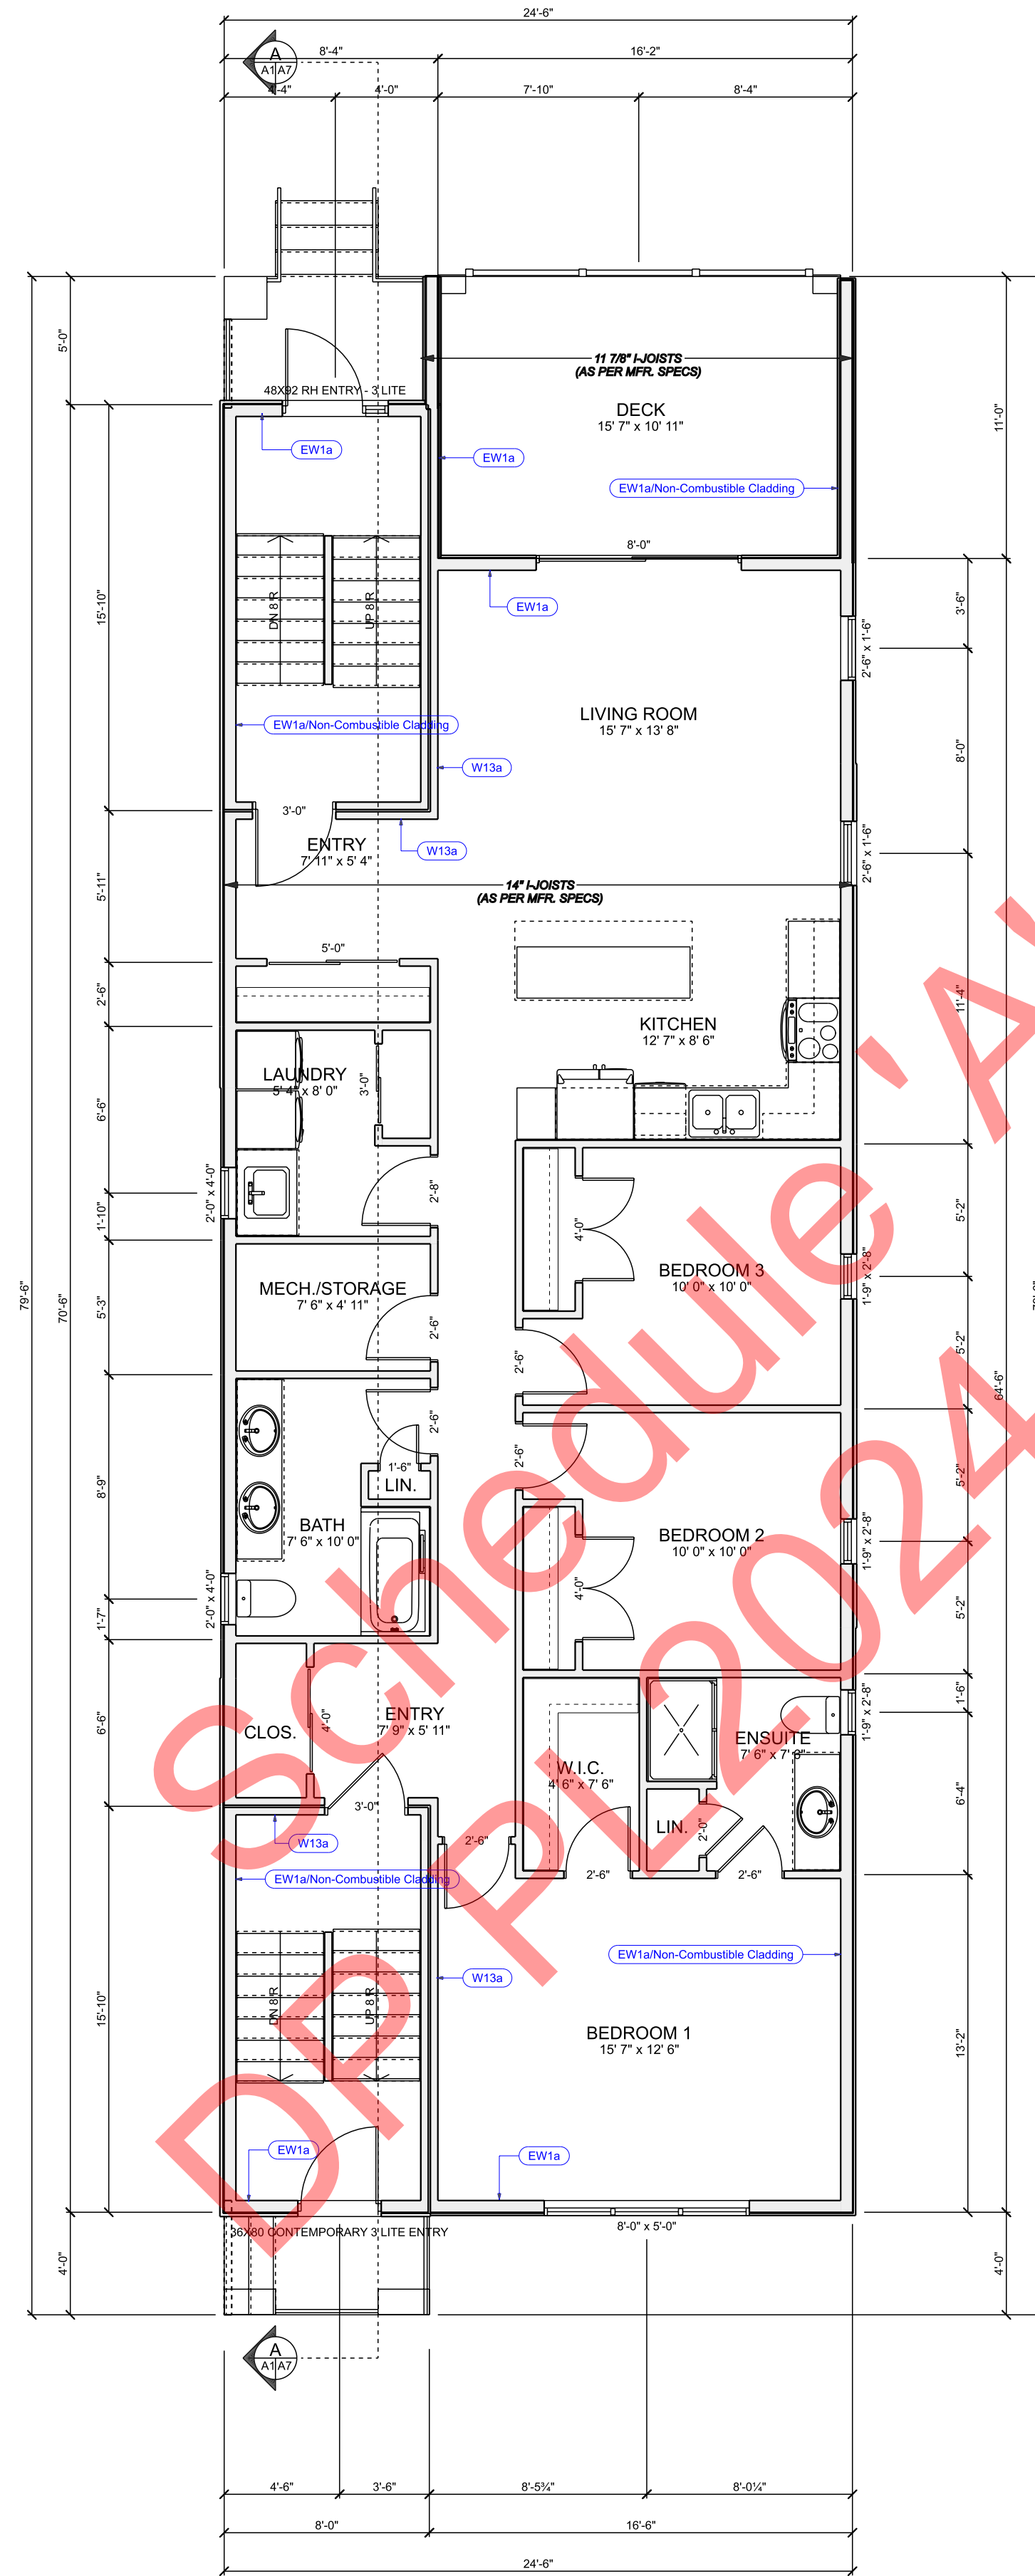 24'-6"
8'-4"
16'-2"
A
A1 A7
4'-4"
4'-0"
7'-10"
8'-4"
5'-0"
48X92 RH ENTRY - 3 LITE
11 7/8" I-JOISTS
(AS PER MFR. SPECS)
DECK
15' 7" x 10' 11"
11'-0"
EW1a
EW1a
EW1a/Non-Combustible Cladding
8'-0"
DN 8 R
UP 8 R
EW1a
15'-10"
3'-6"
2'-6" x 1'-6"
LIVING ROOM
15' 7" x 13' 8"
EW1a/Non-Combustible Cladding
W13a
8'-0"
3'-0"
ENTRY
7' 11" x 5' 4"
W13a
2'-6" x 1'-6"
5'-11"
14" I-JOISTS
(AS PER MFR. SPECS)
5'-0"
2'-6"
11'-4"
KITCHEN
12' 7" x 8' 6"
LAUNDRY
5' 4" x 8' 0"
3'-0"
6'-6"
2'-0" x 4'-0"
2'-8"
1'-10"
4'-0"
5'-2"
BEDROOM 3
10' 0" x 10' 0"
1'-9" x 2'-8"
MECH./STORAGE
7' 6" x 4' 11"
79'-6"
70'-6"
5'-3"
2'-6"
2'-6"
5'-2"
64'-6"
2'-6"
2'-6"
1'-6"
LIN.
8'-9"
5'-2"
BATH
7' 6" x 10' 0"
BEDROOM 2
10' 0" x 10' 0"
1'-9" x 2'-8"
4'-0"
2'-0" x 4'-0"
1'-7"
5'-2"
6'-6"
CLOS.
4'-0"
ENTRY
7' 9" x 5' 11"
1'-6"
1'-9" x 2'-8"
ENSUITE
W.I.C.
4' 6" x 7' 6"
3'-0"
LIN.
2'-0"
6'-4"
W13a
2'-6"
2'-6"
2'-6"
EW1a/Non-Combustible Cladding
EW1a/Non-Combustible Cladding
W13a
DN 8 R
UP 8 R
15'-10"
BEDROOM 1
15' 7" x 12' 6"
13'-2"
EW1a
EW1a
36X80 CONTEMPORARY 3 LITE ENTRY
8'-0" x 5'-0"
4'-0"
4'-0"
A
A1 A7
4'-6"
3'-6"
8'-5¾"
8'-0¼"
8'-0"
16'-6"
24'-6"
Schedule 'A'
DP PL2024